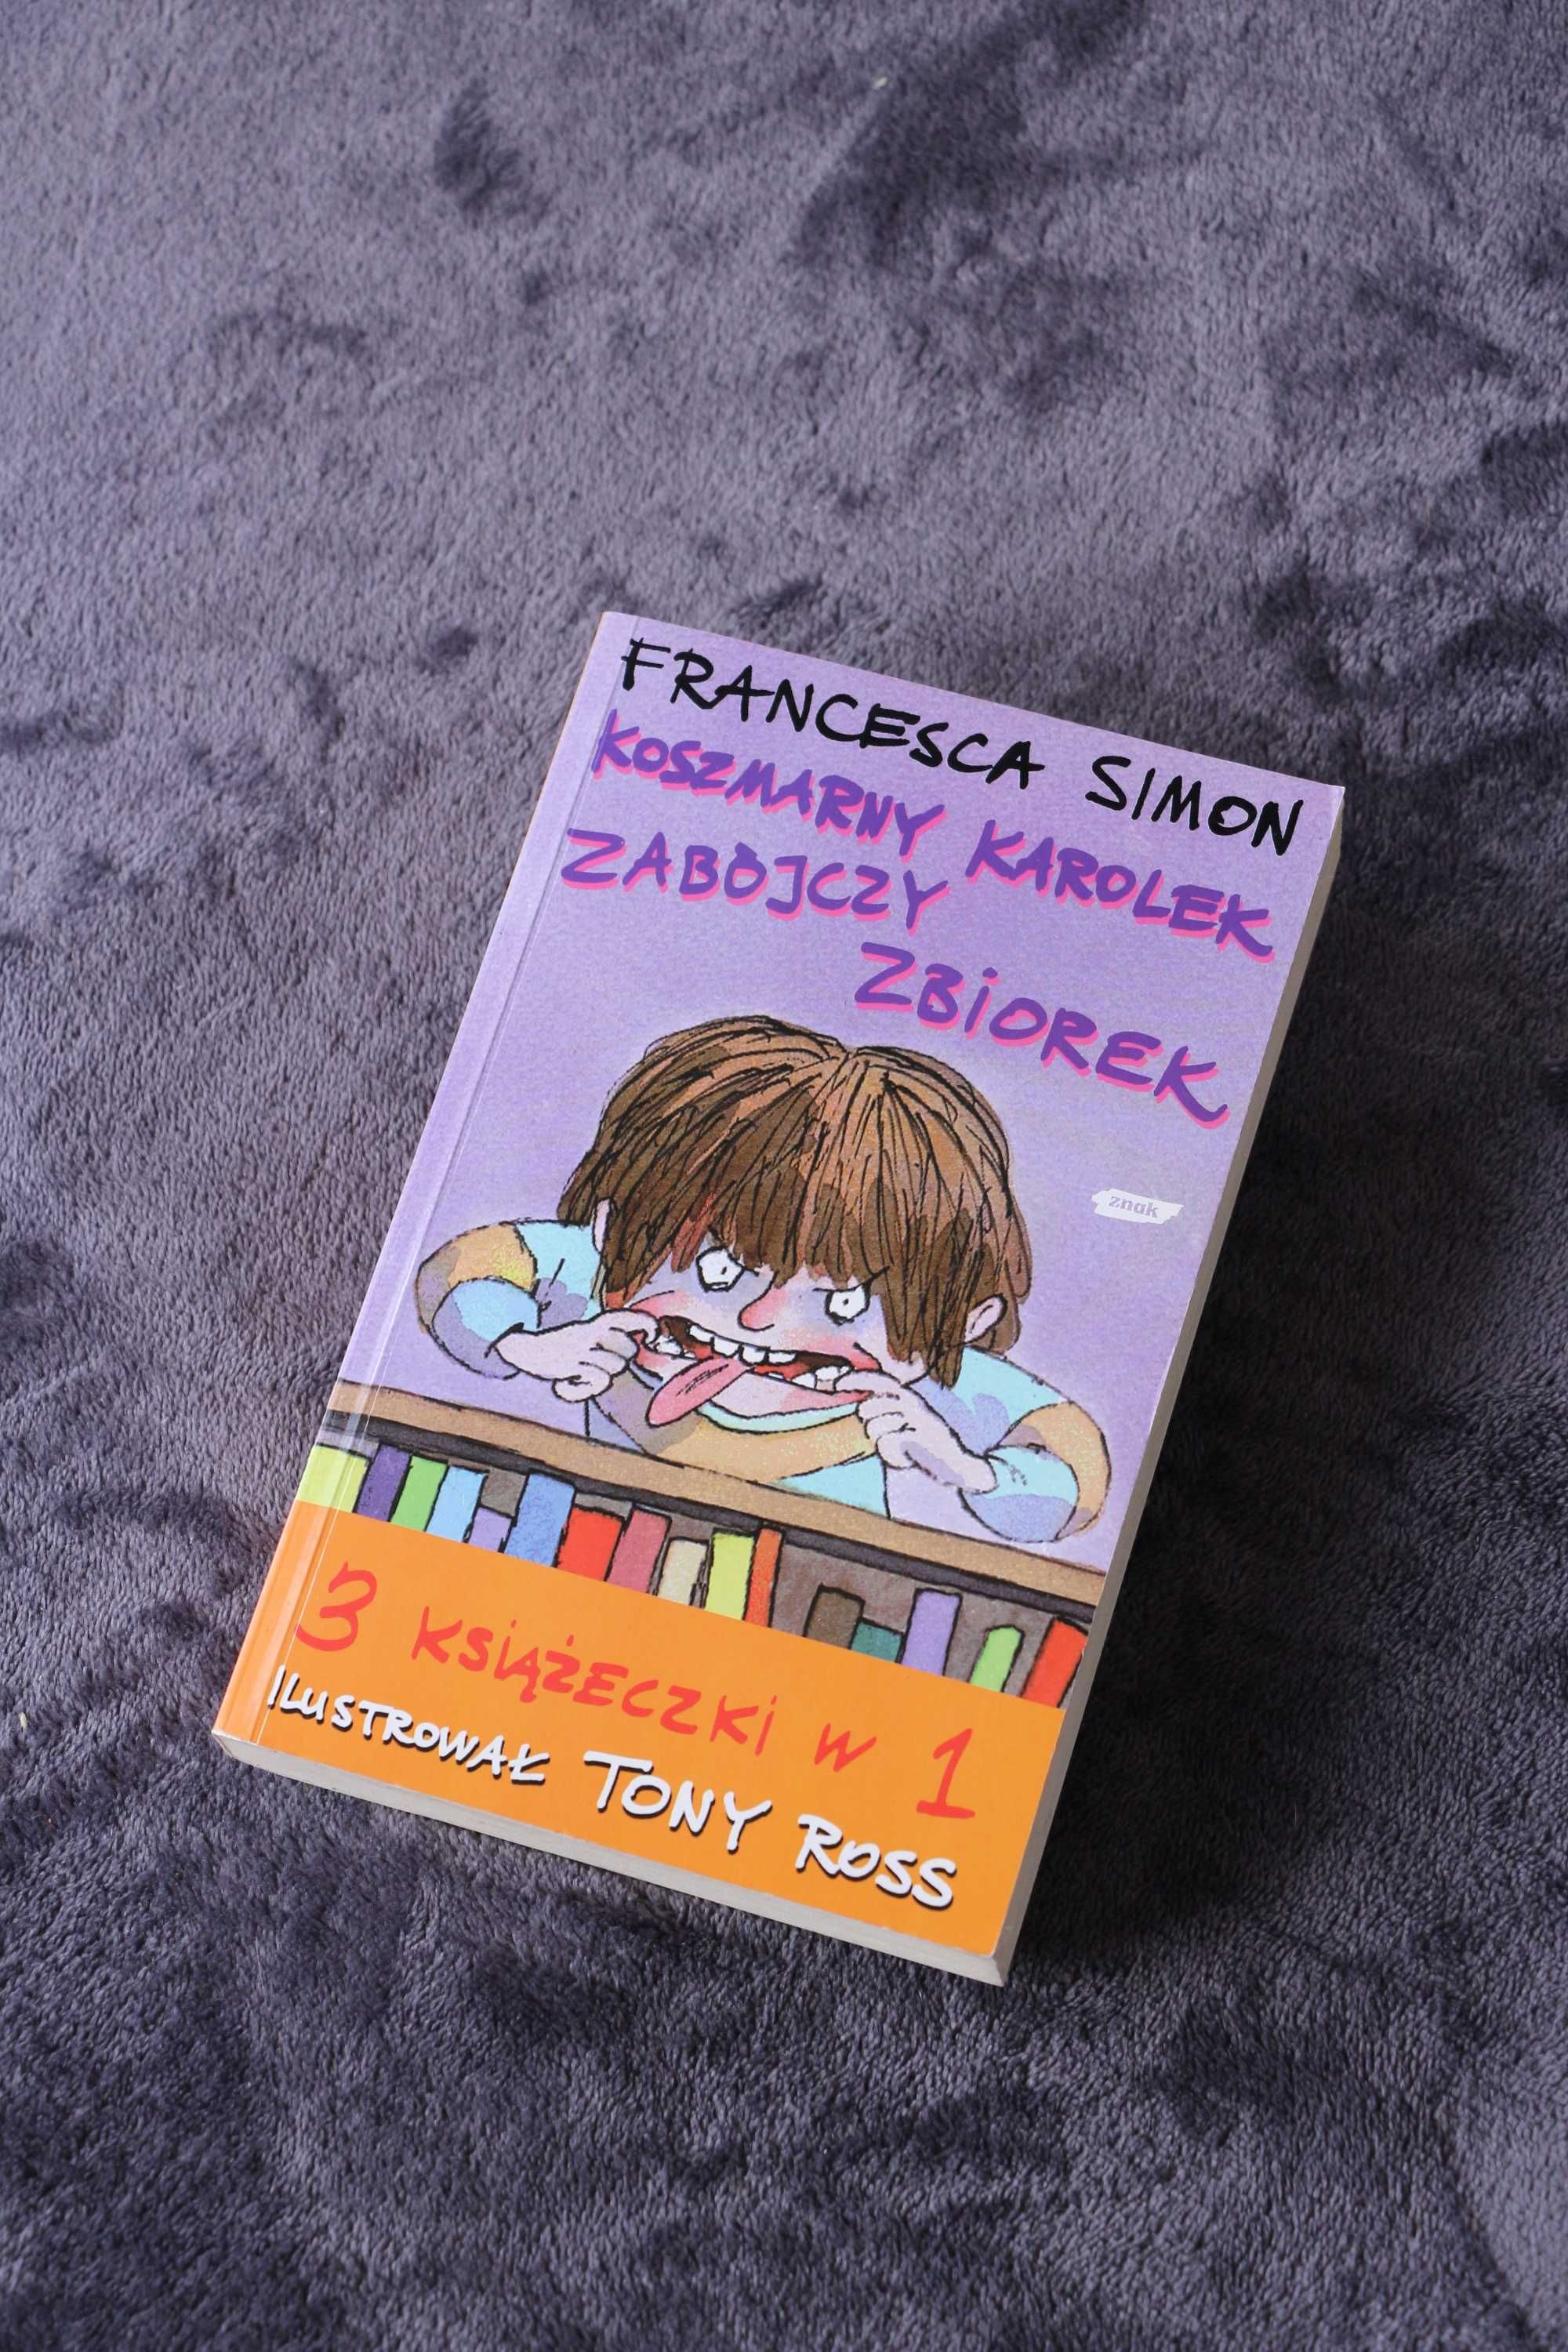 FRANCESCA SIMON
KOSZMARNY KAROLEK
ZABÓJCZY
ZBIOREK
znak
3 KSIĄŻECZKI W 1
ILUSTROWAŁ TONY ROSS